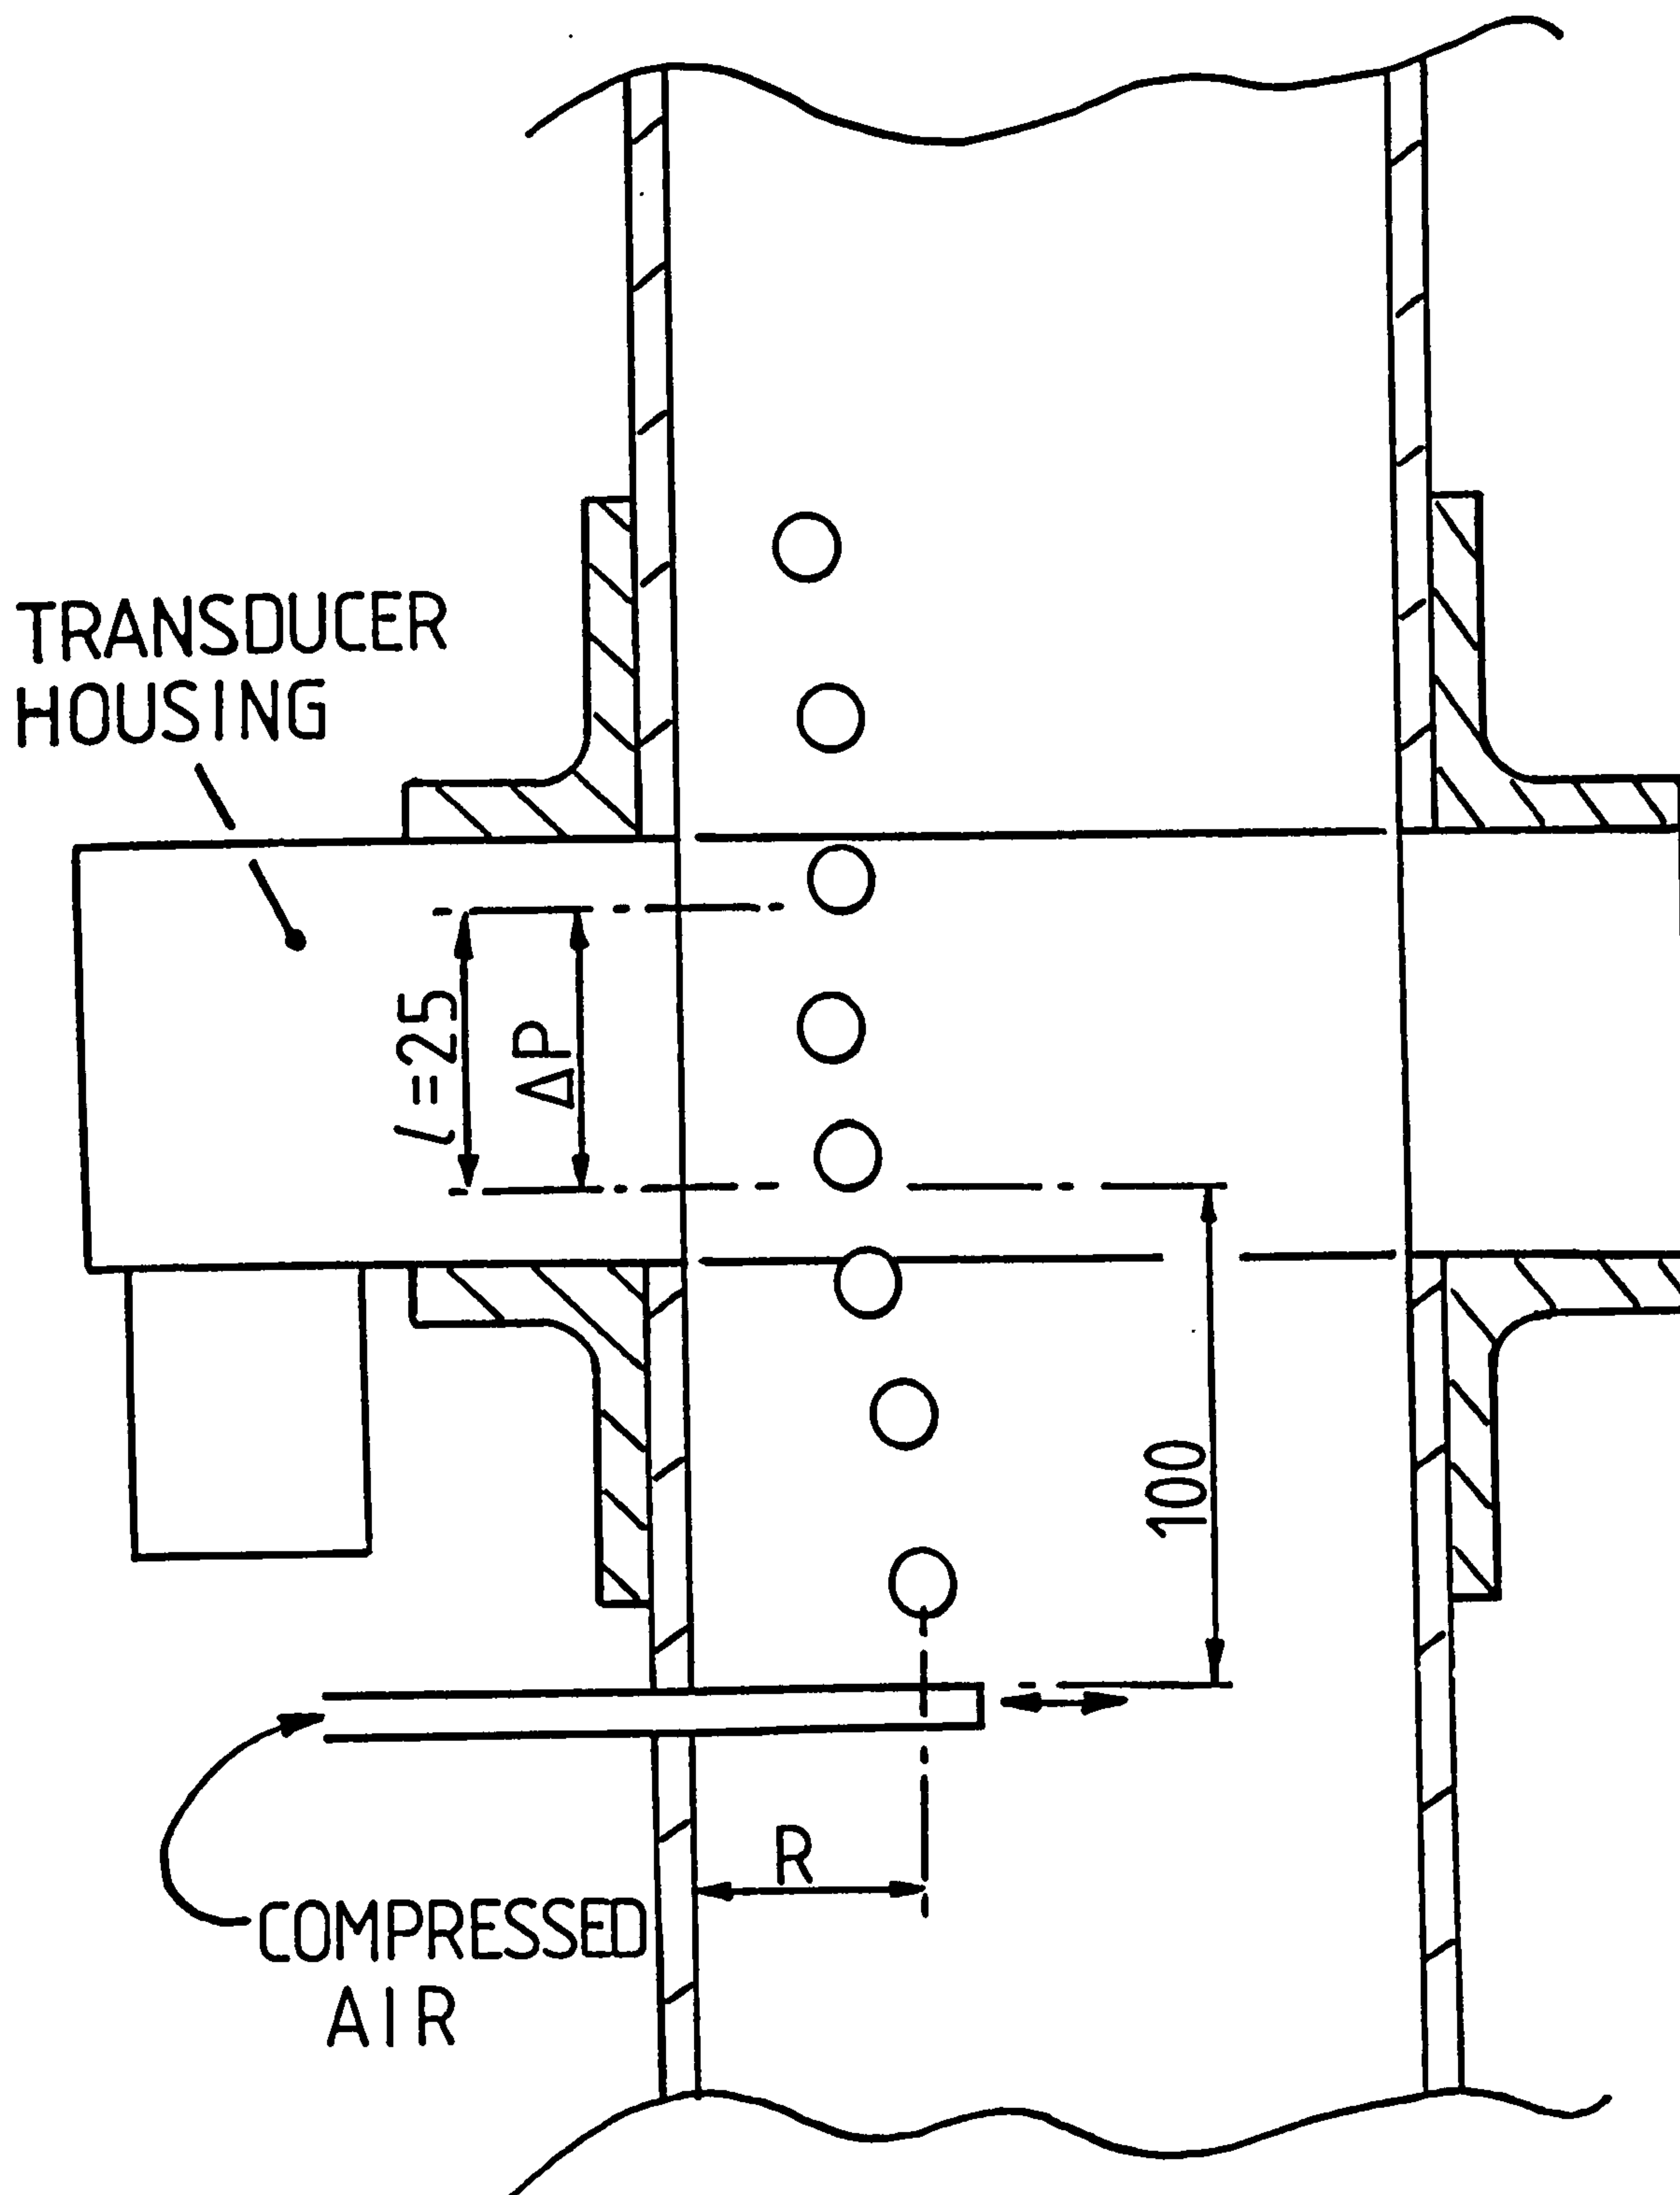 TRANSDUCER
HOUSING
l=25
ΔP
100
R
COMPRESSED
AIR